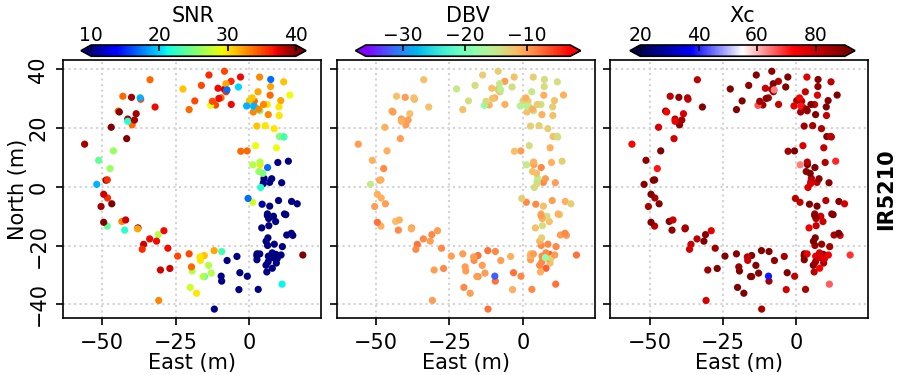 SNR DBV Xc
10 20 30 40 −30 −20 −10 20 40 60 80
40
20
0
−20
−40
North (m)
−50 −25 0 −50 −25 0 −50 −25 0
East (m) East (m) East (m)
IR5210